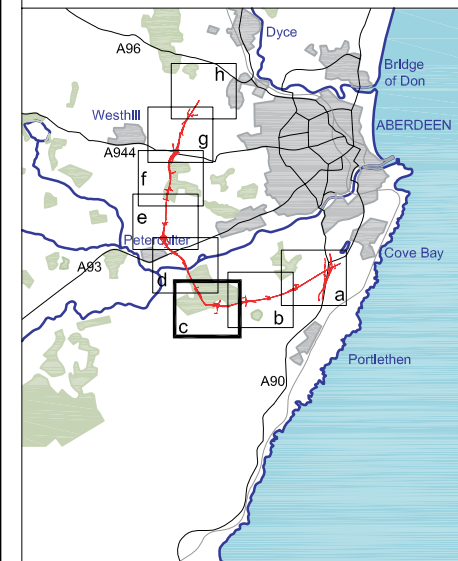 Dyce
A96
Bridge
of Don
h
Westhill
ABERDEEN
g
A944
f
e
Peterculter
Cove Bay
A93
d
a
c
b
Portlethen
A90